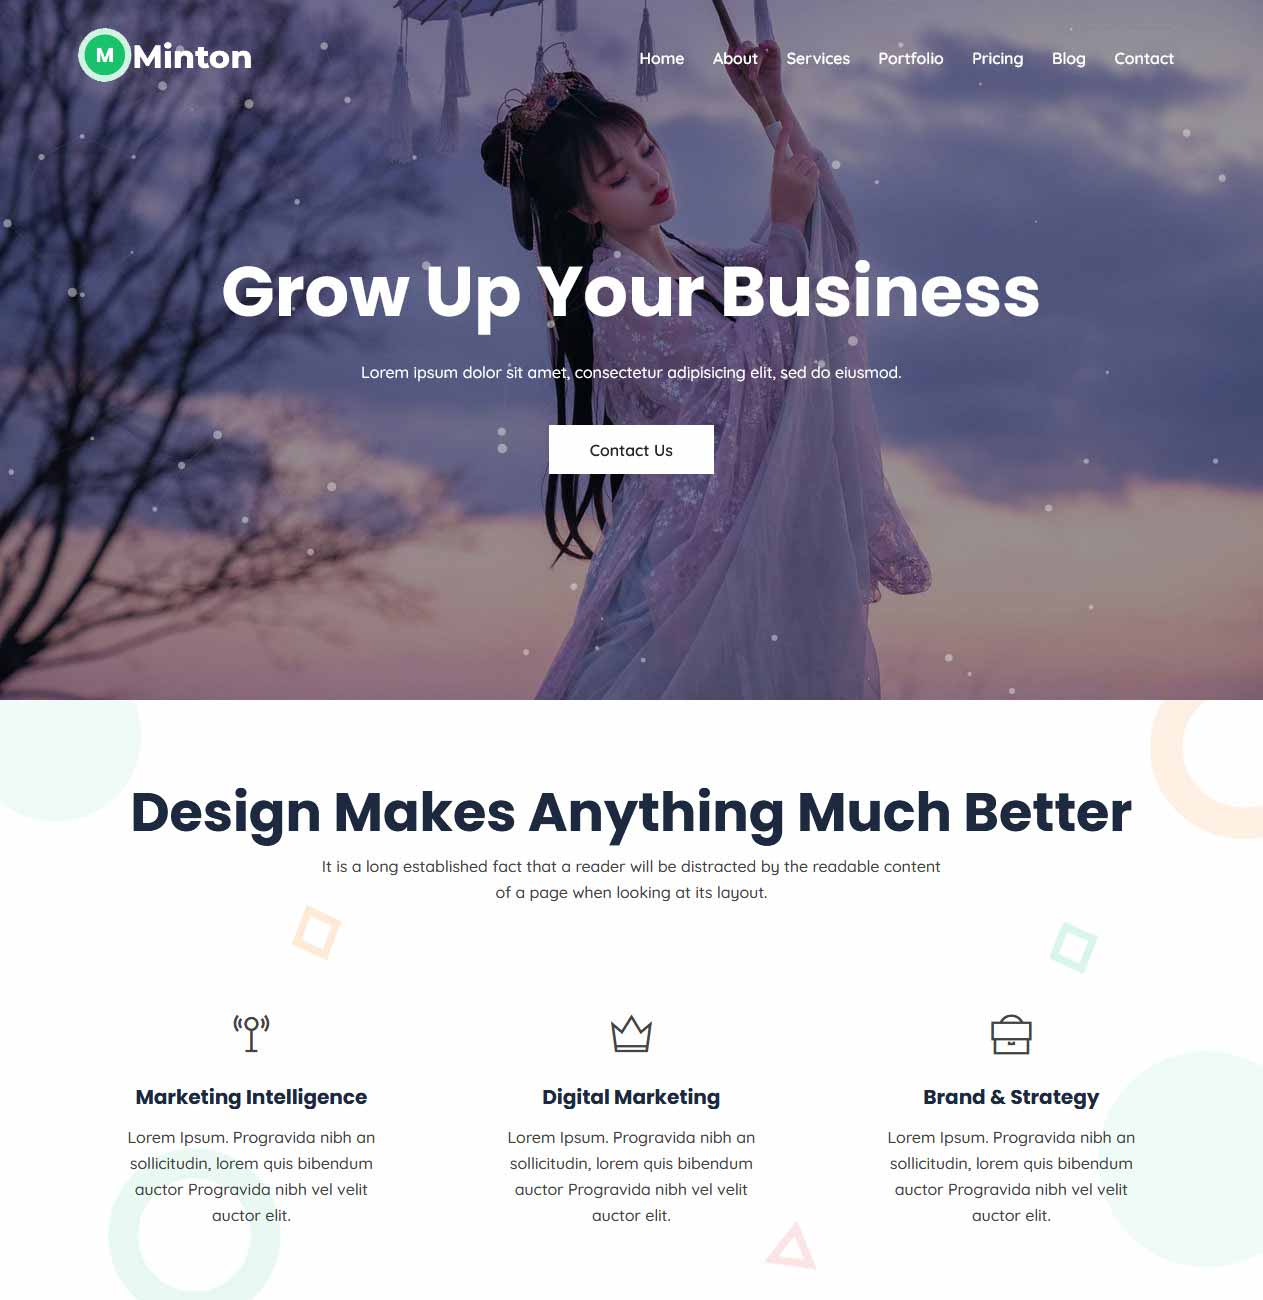 M Minton
Home About Services Portfolio Pricing Blog Contact
Grow Up Your Business
Lorem ipsum dolor sit amet, consectetur adipisicing elit, sed do eiusmod.
Contact Us
Design Makes Anything Much Better
It is a long established fact that a reader will be distracted by the readable content
of a page when looking at its layout.
Marketing Intelligence
Lorem Ipsum. Progravida nibh an
sollicitudin, lorem quis bibendum
auctor Progravida nibh vel velit
auctor elit.
Digital Marketing
Lorem Ipsum. Progravida nibh an
sollicitudin, lorem quis bibendum
auctor Progravida nibh vel velit
auctor elit.
Brand & Strategy
Lorem Ipsum. Progravida nibh an
sollicitudin, lorem quis bibendum
auctor Progravida nibh vel velit
auctor elit.